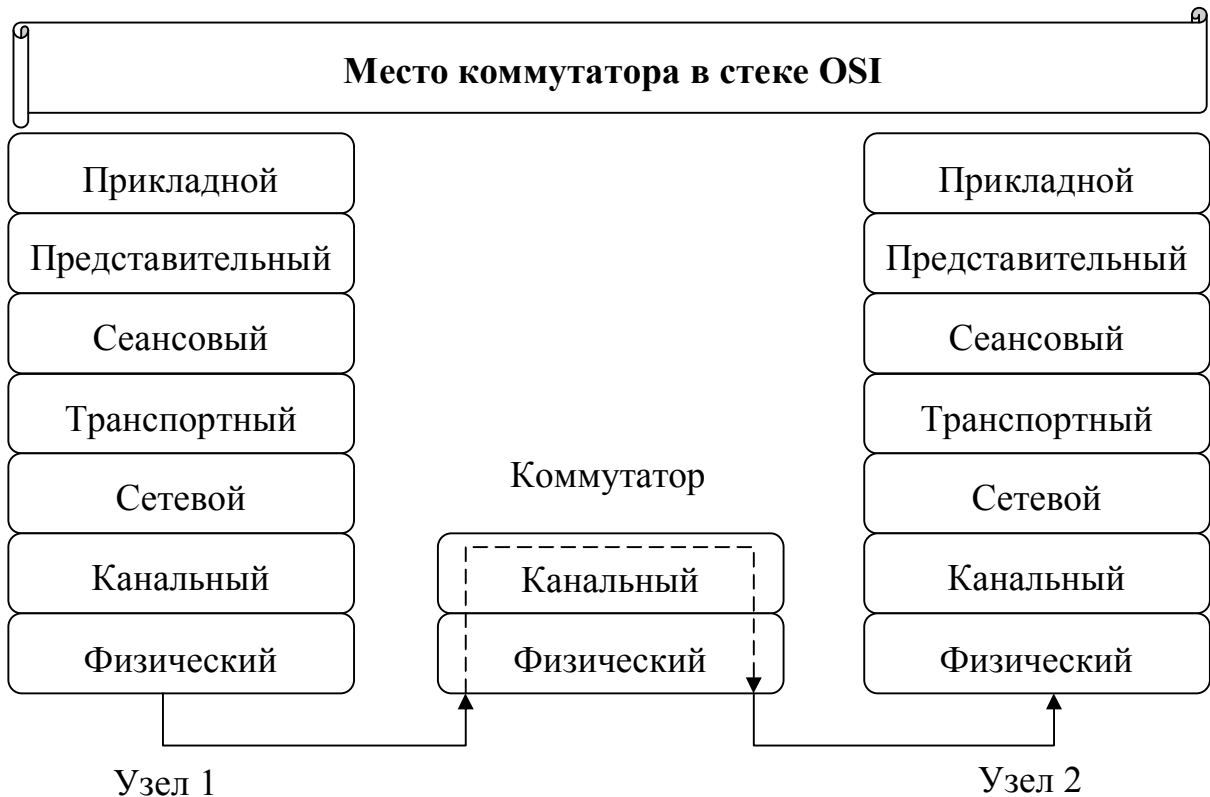 Место коммутатора в стеке OSI
Прикладной
Представительный
Сеансовый
Транспортный
Сетевой
Канальный
Физический
Узел 1
Коммутатор
Канальный
Физический
Прикладной
Представительный
Сеансовый
Транспортный
Сетевой
Канальный
Физический
Узел 2